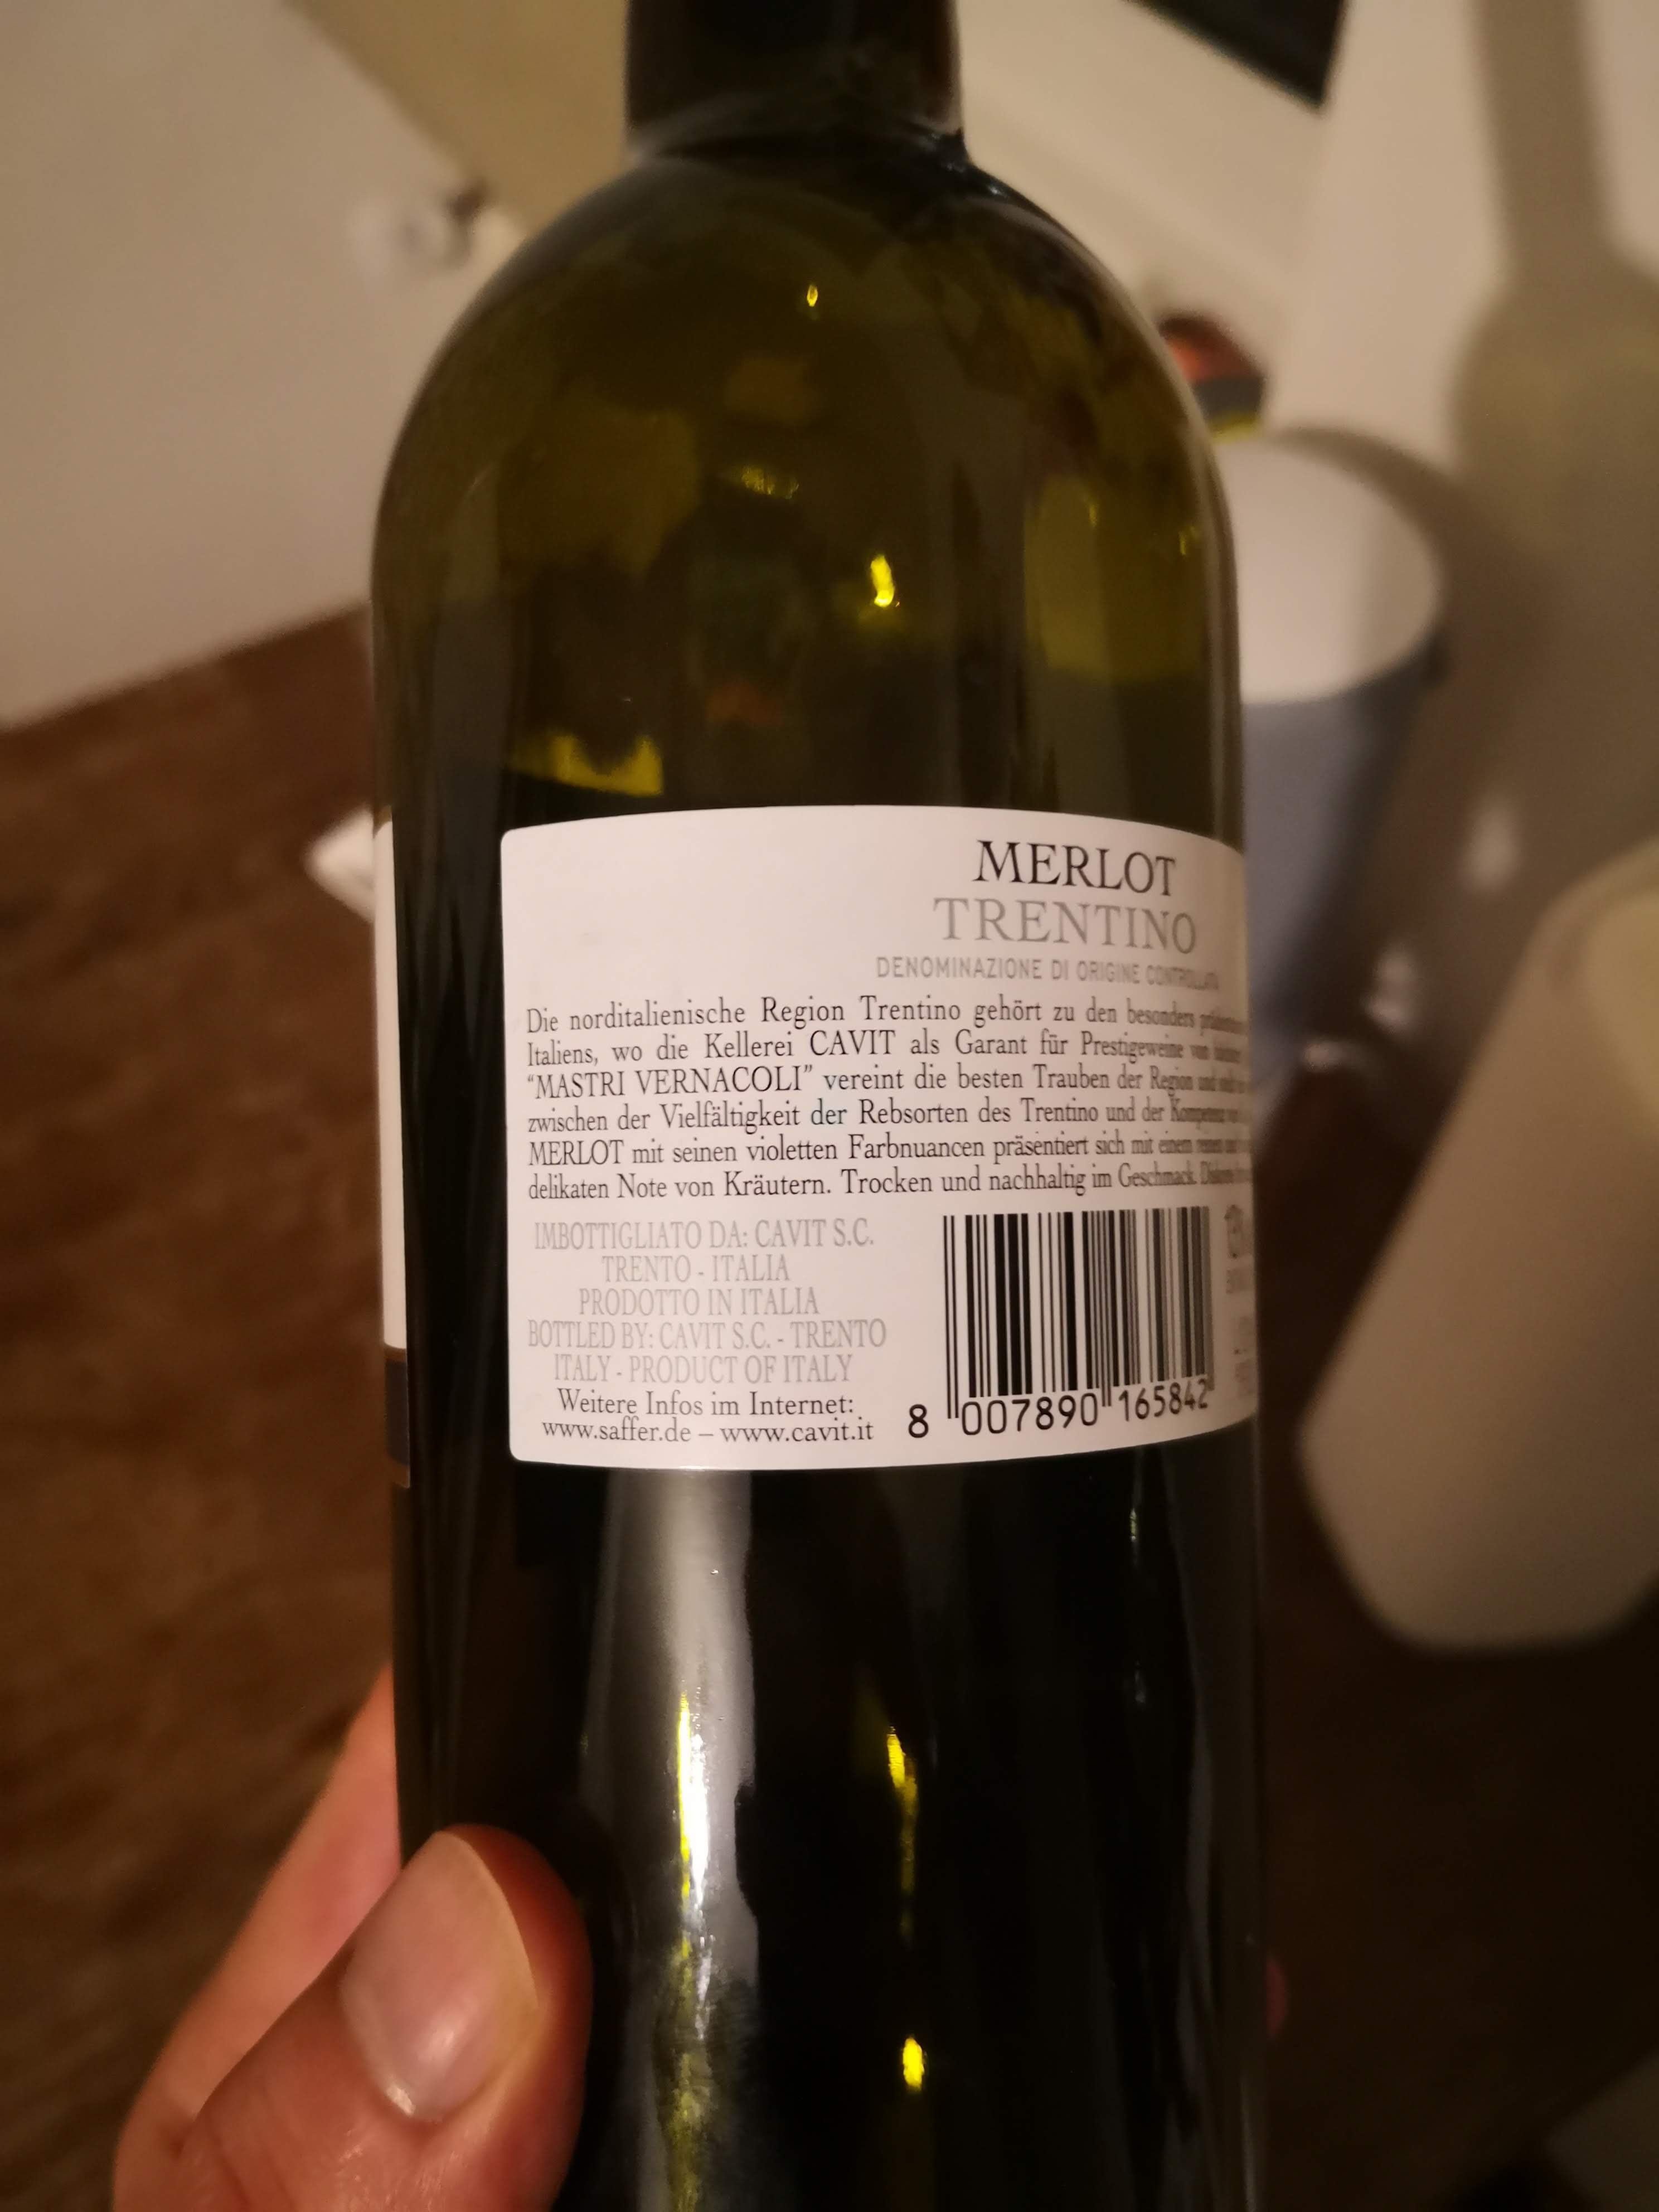 MERLOT
TRENTINO
DENOMINAZIONE DI ORIGINE CONTROLLATA
Die norditalienische Region Trentino gehört zu den besonders
Italiens, wo die Kellerei CAVIT als Garant für Prestigeweine von
"MASTRI VERNACOLI" vereint die besten Trauben der Region und
zwischen der Vielfältigkeit der Rebsorten des Trentino und der Kompetenz
MERLOT mit seinen violetten Farbnuancen präsentiert sich mit einem
delikaten Note von Kräutern. Trocken und nachhaltig im Geschmack.
IMBOTTIGLIATO DA: CAVIT S.C.
TRENTO - ITALIA
PRODOTTO IN ITALIA
BOTTLED BY: CAVIT S.C. - TRENTO
ITALY - PRODUCT OF ITALY
Weitere Infos im Internet:
www.saffer.de – www.cavit.it
8 007890 165842